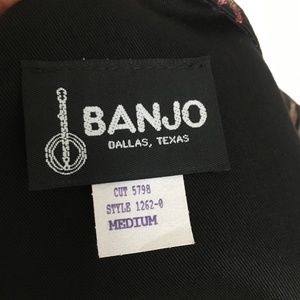 BANJO
DALLAS, TEXAS
CUT 5798
STYLE 1262-0
MEDIUM